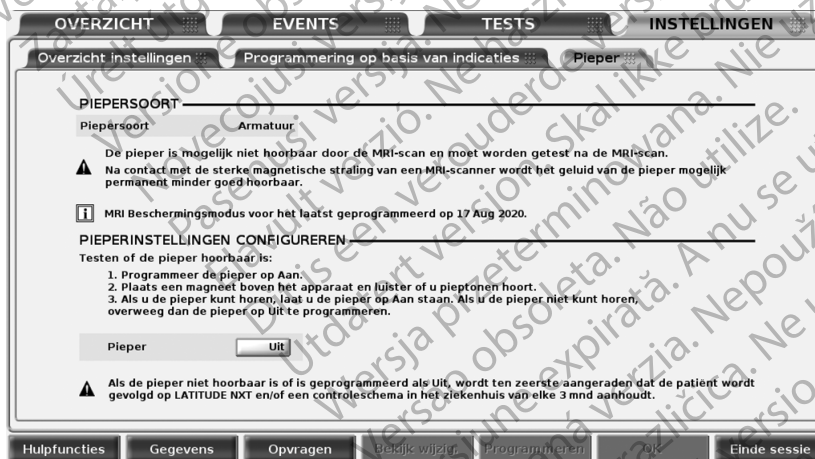 OVERZICHT EVENTS TESTS INSTELLINGEN
Overzicht instellingen Programmering op basis van indicaties Pieper
PIEPERSOORT
Piepersoort Armatuur
De pieper is mogelijk niet hoorbaar door de MRI-scan en moet worden getest na de MRI-scan.
Na contact met de sterke magnetische straling van een MRI-scanner wordt het geluid van de pieper mogelijk
permanent minder goed hoorbaar.
i MRI Beschermingsmodus voor het laatst geprogrammeerd op 17 Aug 2020.
PIEPERINSTELLINGEN CONFIGUREREN
Testen of de pieper hoorbaar is:
1. Programmeer de pieper op Aan.
2. Plaats een magneet boven het apparaat en luister of u pieptonen hoort.
3. Als u de pieper kunt horen, laat u de pieper op Aan staan. Als u de pieper niet kunt horen,
overweeg dan de pieper op Uit te programmeren.
Pieper Uit
Als de pieper niet hoorbaar is of is geprogrammeerd als Uit, wordt ten zeerste aangeraden dat de patiënt wordt
gevolgd op LATITUDE NXT en/of een controleschema in het ziekenhuis van elke 3 mnd aanhoudt.
Hulpfuncties Gegevens Opvragen Bekijk wijzig. Programmeren OK Einde sessie